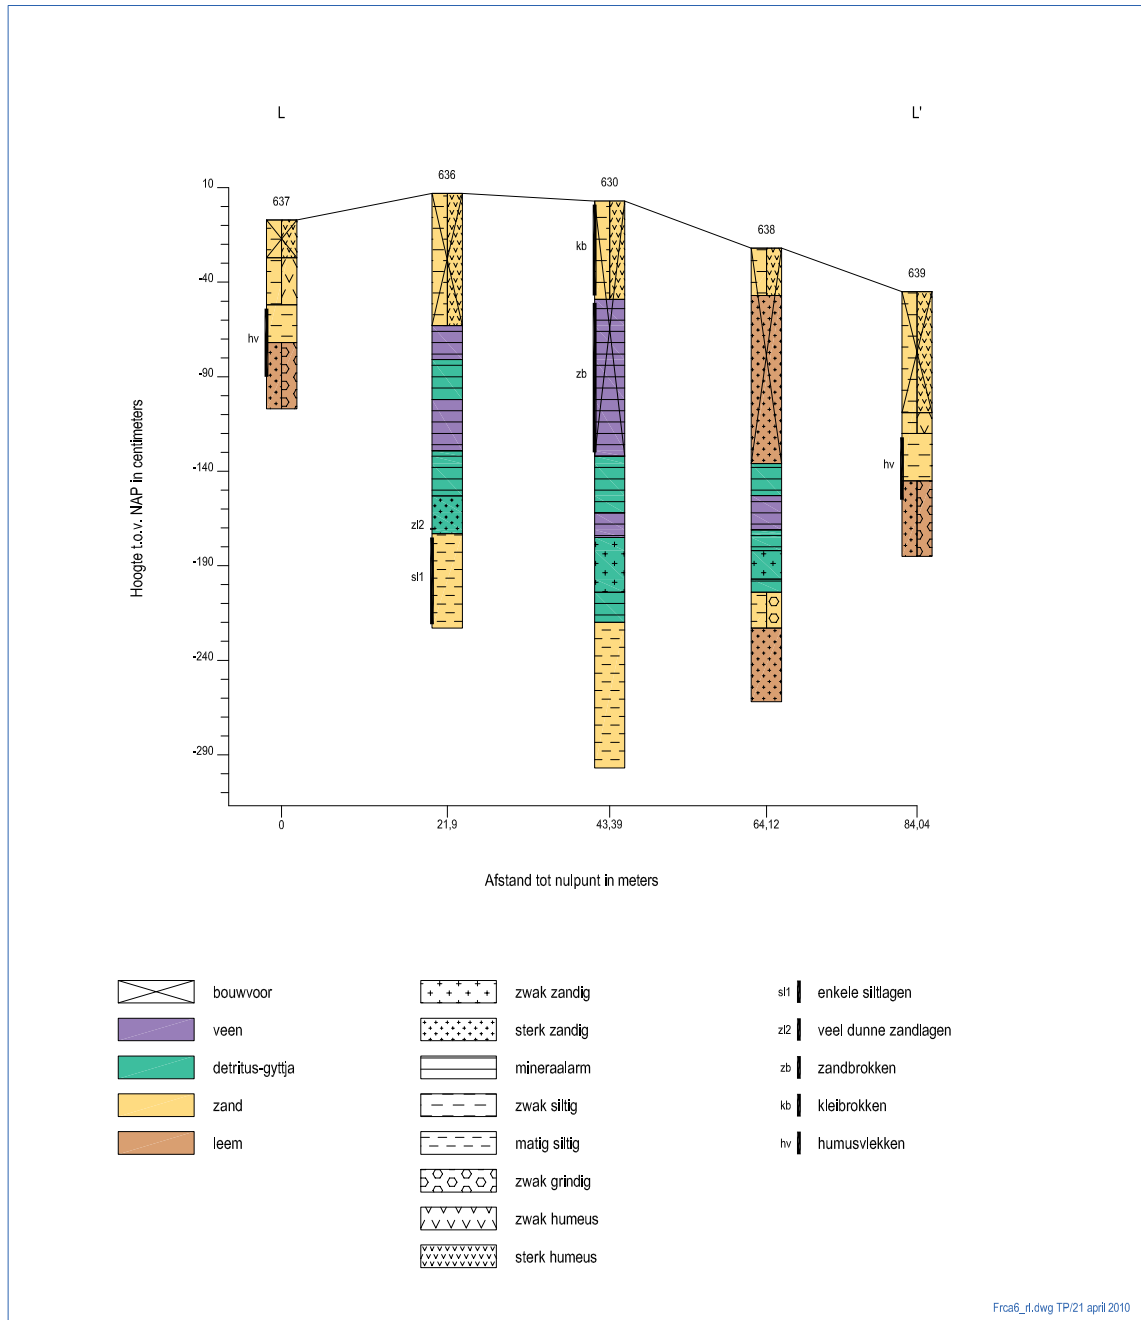 L L'
636
630
10
637
kb
638
-40
639
hv
zb
-90
Hoogte t.o.v. NAP in centimeters
-140
hv
zl2
sl1
-190
-240
-290
0 21,9 43,39 64,12 84,04
Afstand tot nulpunt in meters
bouwvoor
veen
detritus-gyttja
zand
leem
zwak zandig
sterk zandig
mineraalarm
zwak siltig
matig siltig
zwak grindig
zwak humeus
sterk humeus
sl1 enkele siltlagen
zl2 veel dunne zandlagen
zb zandbrokken
kb kleibrokken
hv humusvlekken
Frca6_rl.dwg TP/21 april 2010